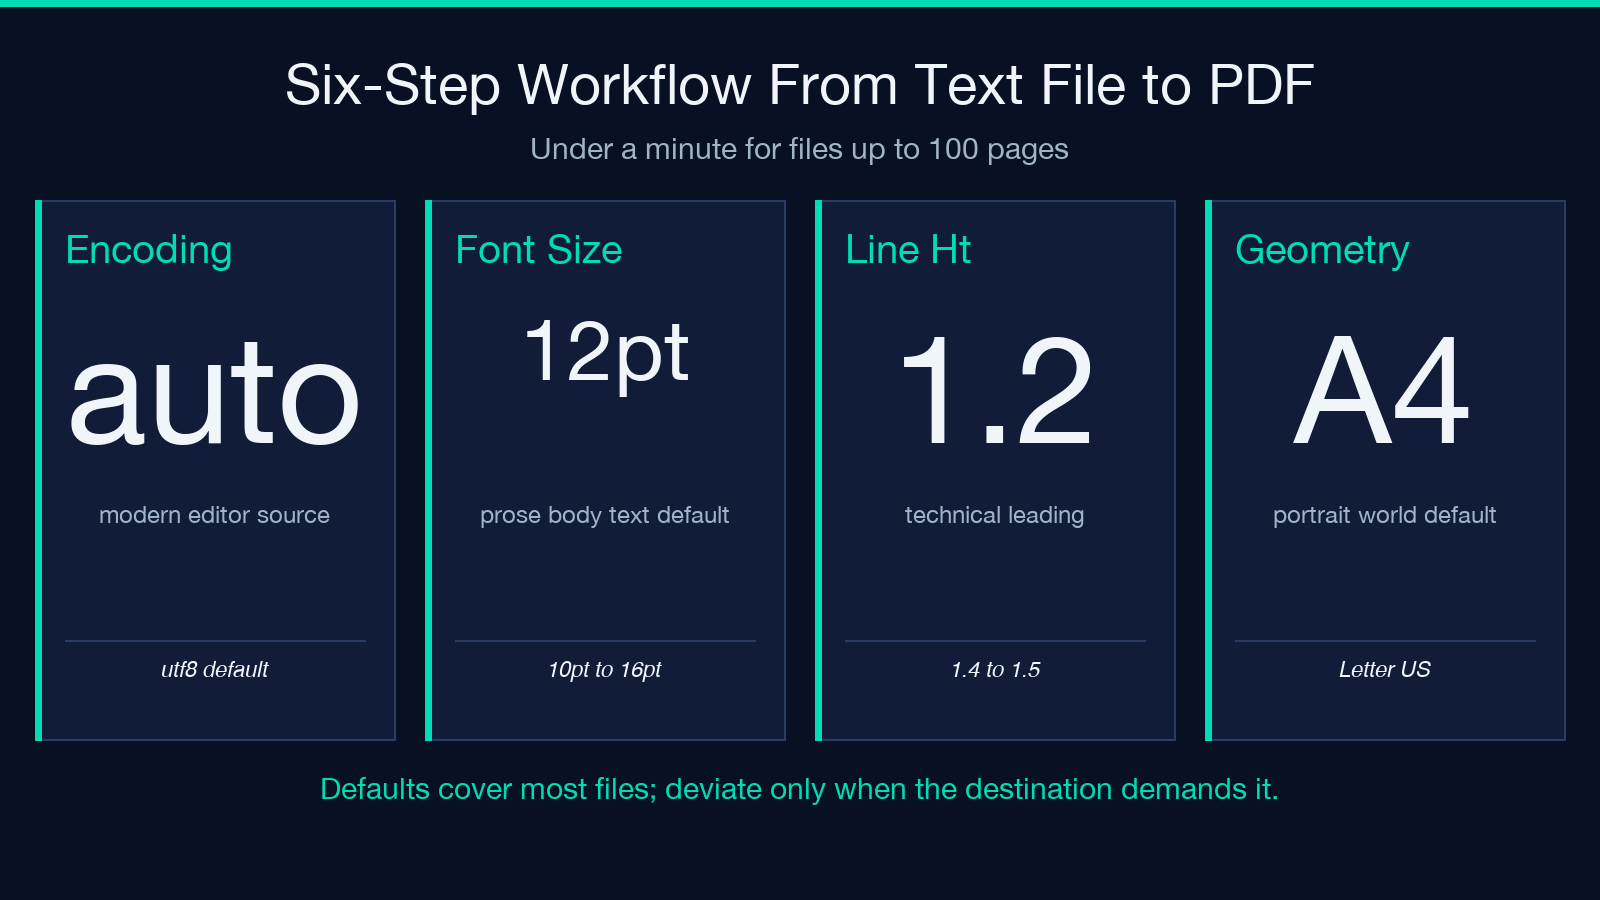 Six-Step Workflow From Text File to PDF
Under a minute for files up to 100 pages
Encoding
auto
modern editor source
utf8 default
Font Size
12pt
prose body text default
10pt to 16pt
Line Ht
1.2
technical leading
1.4 to 1.5
Geometry
A4
portrait world default
Letter US
Defaults cover most files; deviate only when the destination demands it.